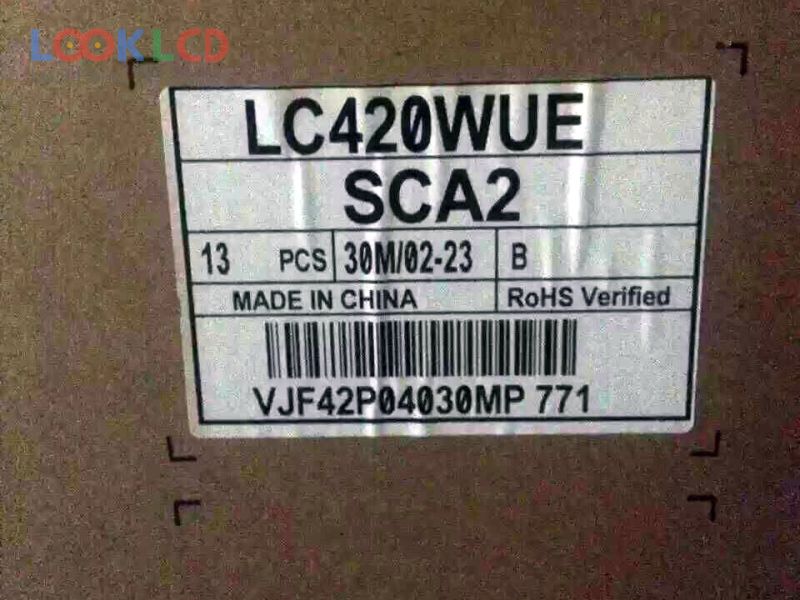 LOOKLCD
LC420WUE
SCA2
13 PCS 30M/02-23 B
MADE IN CHINA RoHS Verified
VJF42P04030MP 771